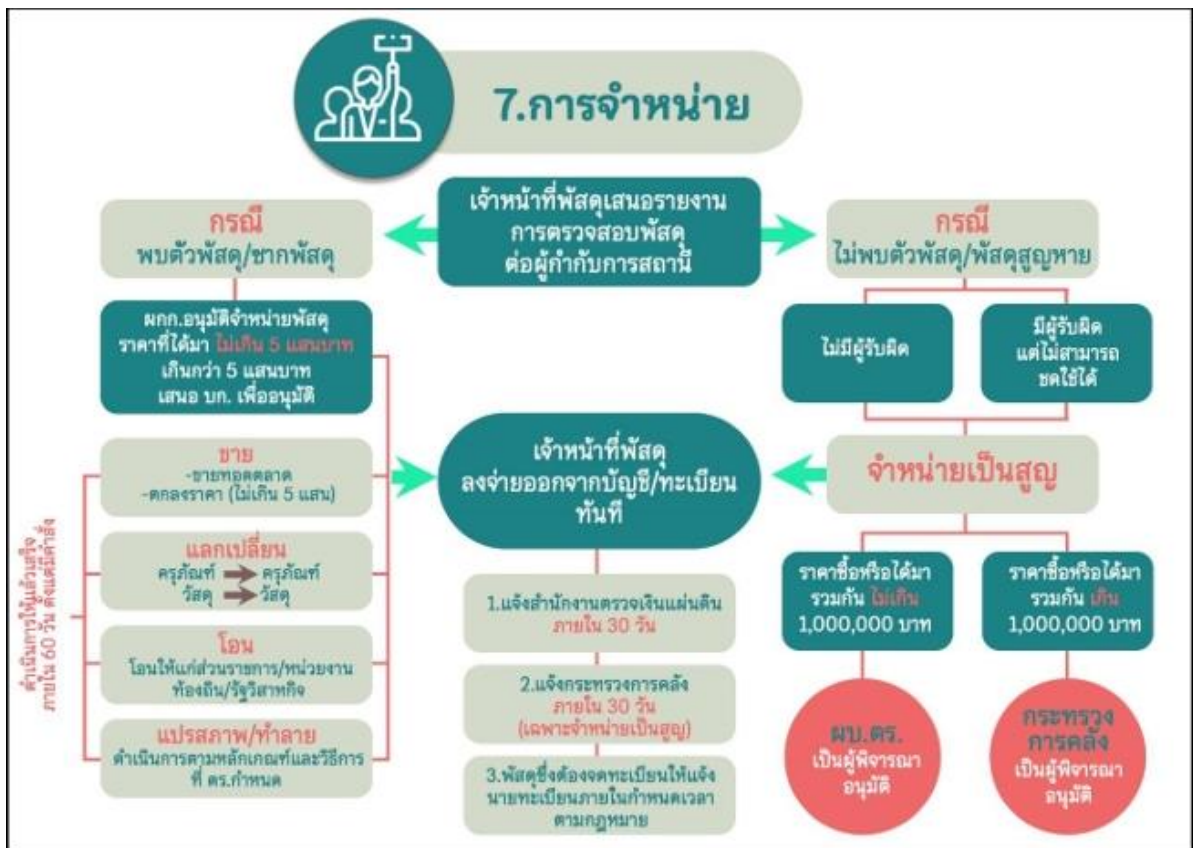 7.การจำหน่าย
เจ้าหน้าที่พัสดุเสนอรายงาน
การตรวจสอบพัสดุ
ต่อผู้กำกับการสถานี
กรณี
พบตัวพัสดุ/ซากพัสดุ
ผกก.อนุมัติจำหน่ายพัสดุ
ราคาที่ได้มา ไม่เกิน 5 แสนบาท
เกินกว่า 5 แสนบาท
เสนอ บก. เพื่ออนุมัติ
ดำเนินการให้แล้วเสร็จ
ภายใน 60 วัน ตั้งแต่มีคำสั่ง
ขาย
-ขายทอดตลาด
-ตกลงราคา (ไม่เกิน 5 แสน)
แลกเปลี่ยน
ครุภัณฑ์ ครุภัณฑ์
วัสดุ วัสดุ
โอน
โอนให้แก่ส่วนราชการ/หน่วยงาน
ท้องถิ่น/รัฐวิสาหกิจ
แปรสภาพ/ทำลาย
ดำเนินการตามหลักเกณฑ์และวิธีการ
ที่ ตร.กำหนด
เจ้าหน้าที่พัสดุ
ลงจ่ายออกจากบัญชี/ทะเบียน
ทันที
1.แจ้งสำนักงานตรวจเงินแผ่นดิน
ภายใน 30 วัน
2.แจ้งกระทรวงการคลัง
ภายใน 30 วัน
(เฉพาะจำหน่ายเป็นสูญ)
3.พัสดุซึ่งต้องจดทะเบียนให้แจ้ง
นายทะเบียนภายในกำหนดเวลา
ตามกฎหมาย
กรณี
ไม่พบตัวพัสดุ/พัสดุสูญหาย
ไม่มีผู้รับผิด
มีผู้รับผิด
แต่ไม่สามารถ
ชดใช้ได้
จำหน่ายเป็นสูญ
ราคาซื้อหรือได้มา
รวมกัน ไม่เกิน
1,000,000 บาท
ราคาซื้อหรือได้มา
รวมกัน เกิน
1,000,000 บาท
ผบ.ตร.
เป็นผู้พิจารณา
อนุมัติ
กระทรวง
การคลัง
เป็นผู้พิจารณา
อนุมัติ